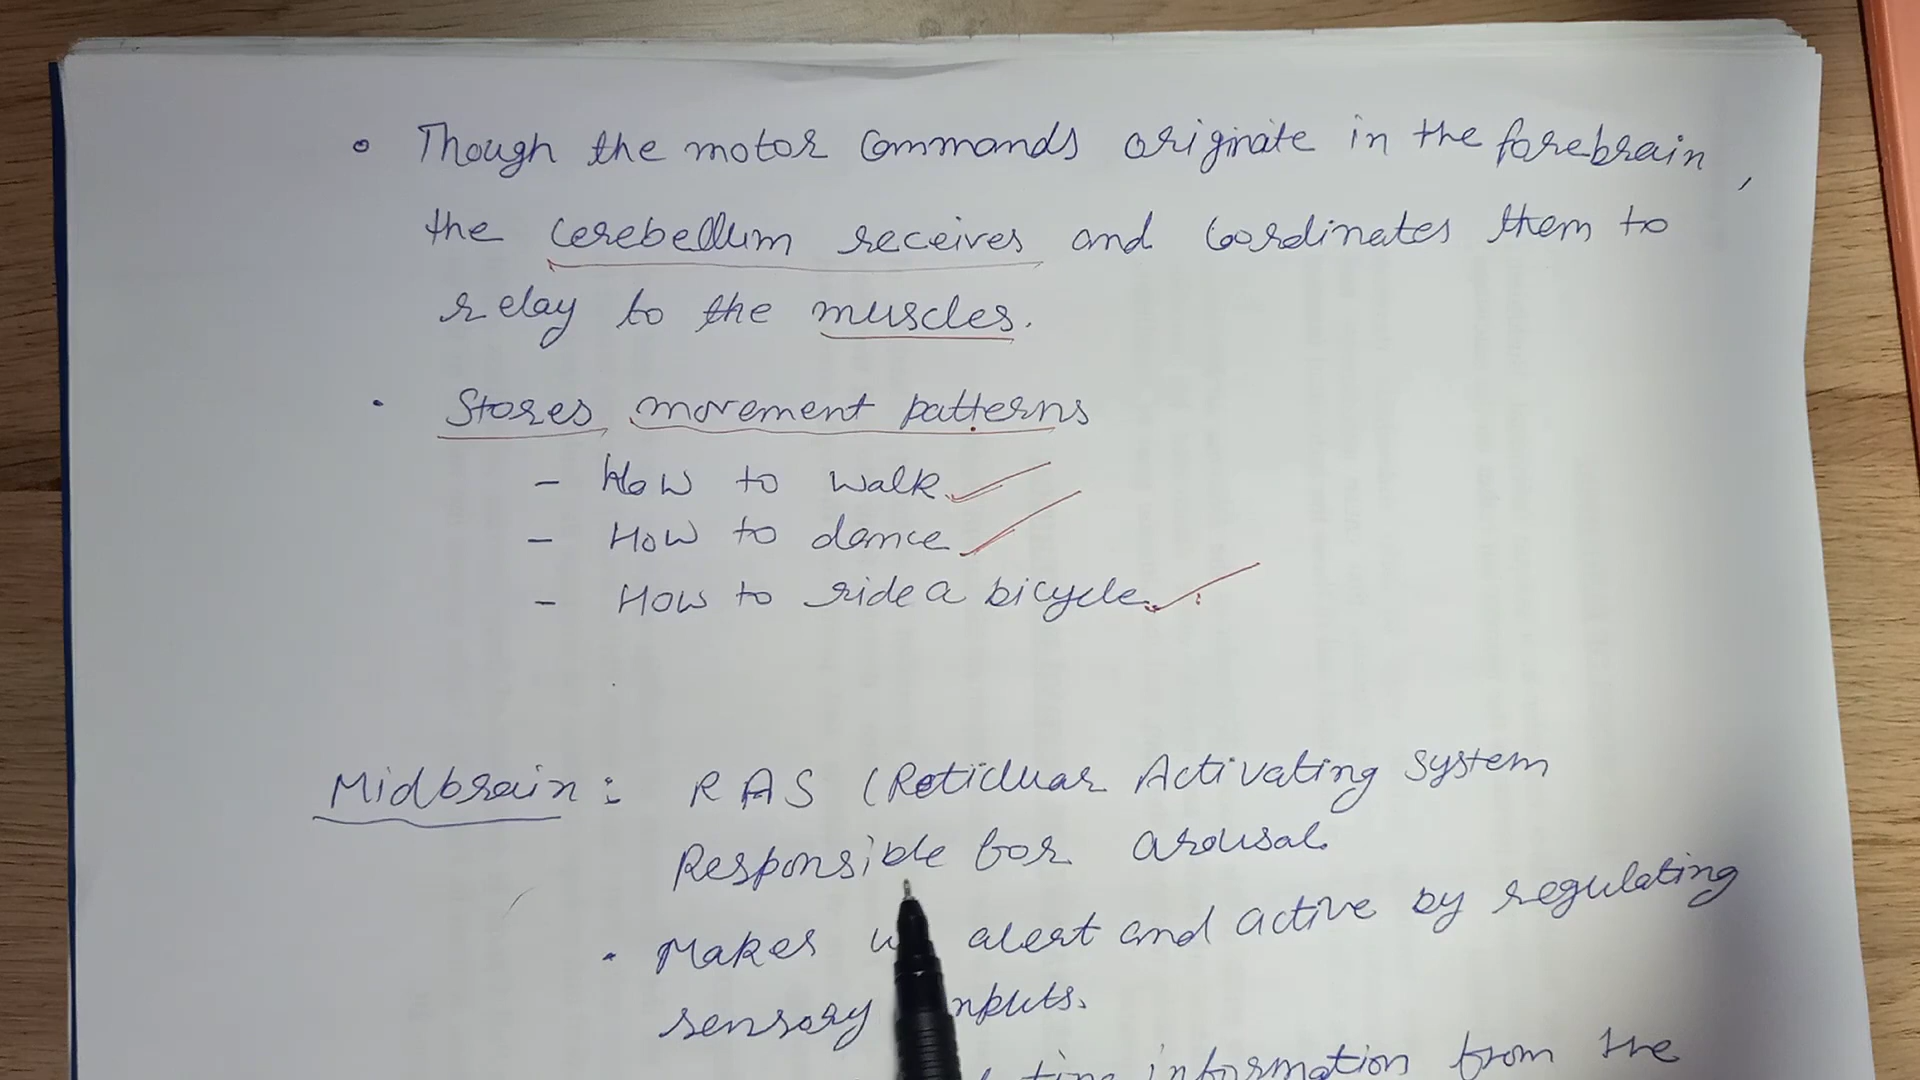 • Though the motor commands originate in the forebrain,
the cerebellum receives and coordinates them to
relay to the muscles.
• Stores movement patterns
- How to walk
- How to dance
- How to ride a bicycle.
Midbrain: RAS (Reticluar Activating System
Responsible for arousal.
• Makes alert and active by regulating
sensory nputs.
information from the